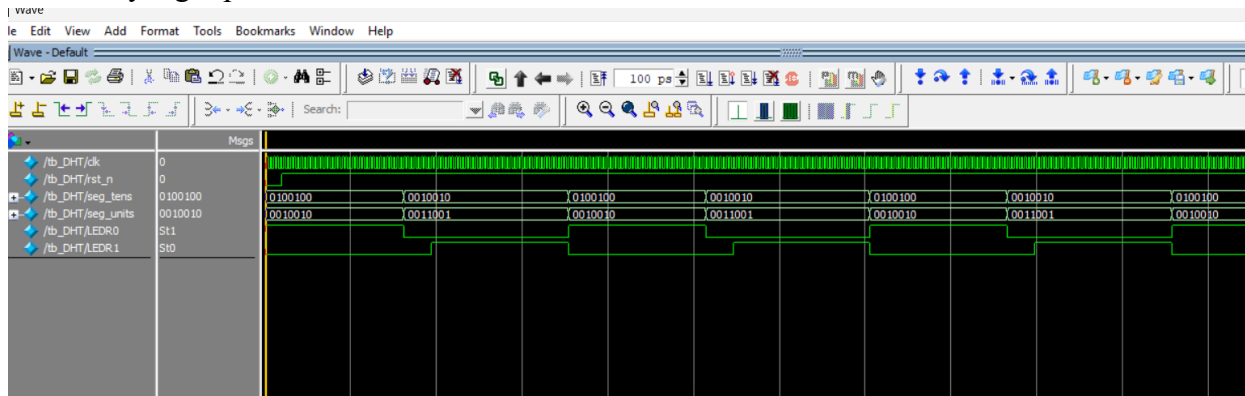 Wave
le Edit View Add Format Tools Bookmarks Window Help
Wave - Default
100 ps
Search:
Msgs
/tb_DHT/clk 0
/tb_DHT/rst_n 0
/tb_DHT/seg_tens 0100100 0100100 0010010 0100100 0010010 0100100 0010010 0100100
/tb_DHT/seg_units 0010010 0010010 0011001 0010010 0011001 0010010 0011001 0010010
/tb_DHT/LEDR0 St1
/tb_DHT/LEDR1 St0